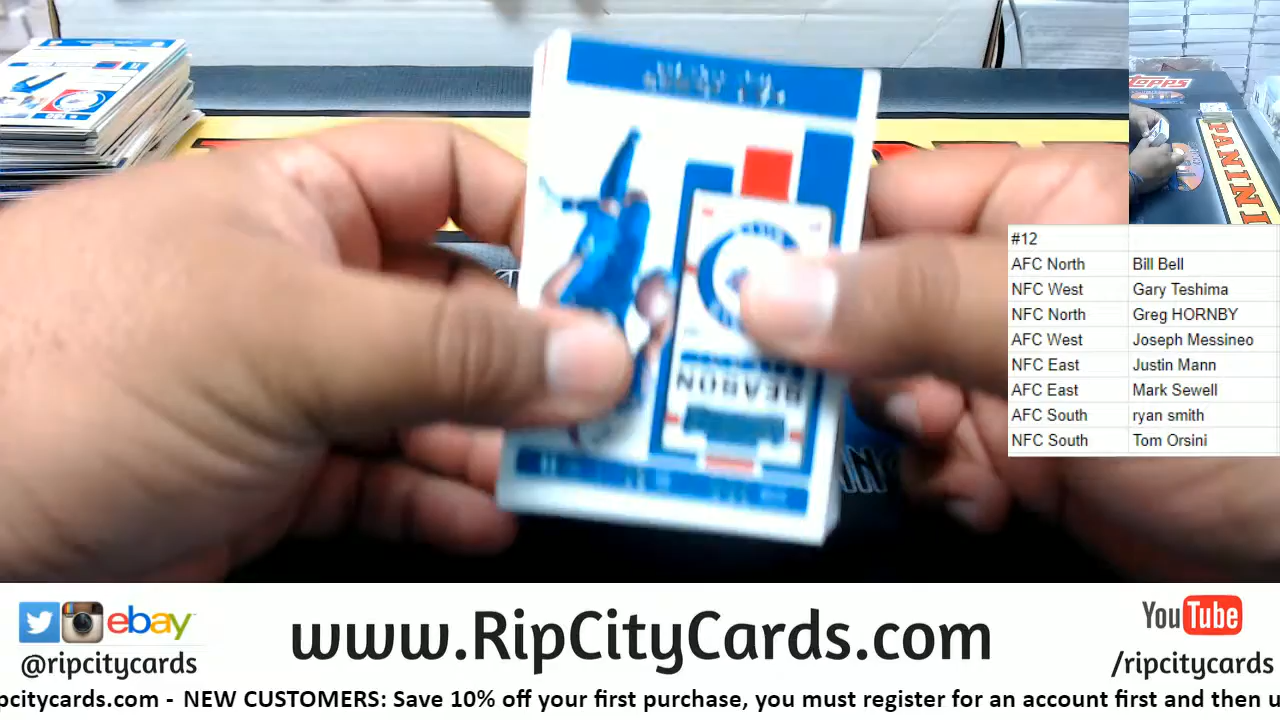 TOPPS
PANINI
SEASON
#12
AFC North Bill Bell
NFC West Gary Teshima
NFC North Greg HORNBY
AFC West Joseph Messineo
NFC East Justin Mann
AFC East Mark Sewell
AFC South ryan smith
NFC South Tom Orsini
ebay
www.RipCityCards.com
YouTube
@ripcitycards
/ripcitycards
pcitycards.com - NEW CUSTOMERS: Save 10% off your first purchase, you must register for an account first and then u